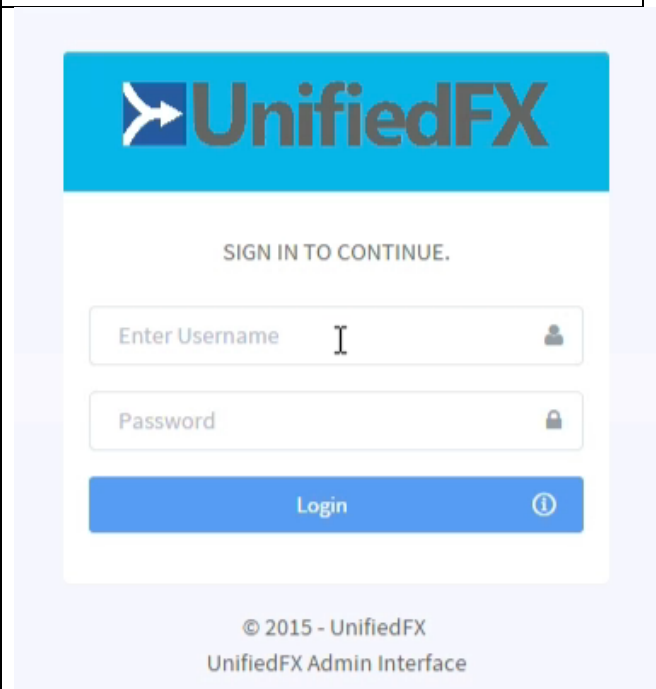 UnifiedFX
SIGN IN TO CONTINUE.
Enter Username
Password
Login
© 2015 - UnifiedFX
UnifiedFX Admin Interface